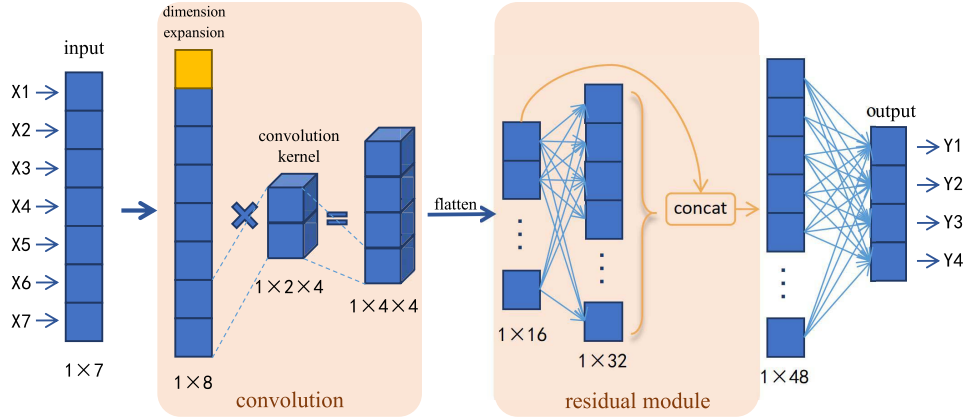 input
X1
X2
X3
X4
X5
X6
X7
1×7
dimension
expansion
1×8
convolution
kernel
1×2×4
1×4×4
convolution
flatten
1×16
1×32
concat
residual module
1×48
output
Y1
Y2
Y3
Y4